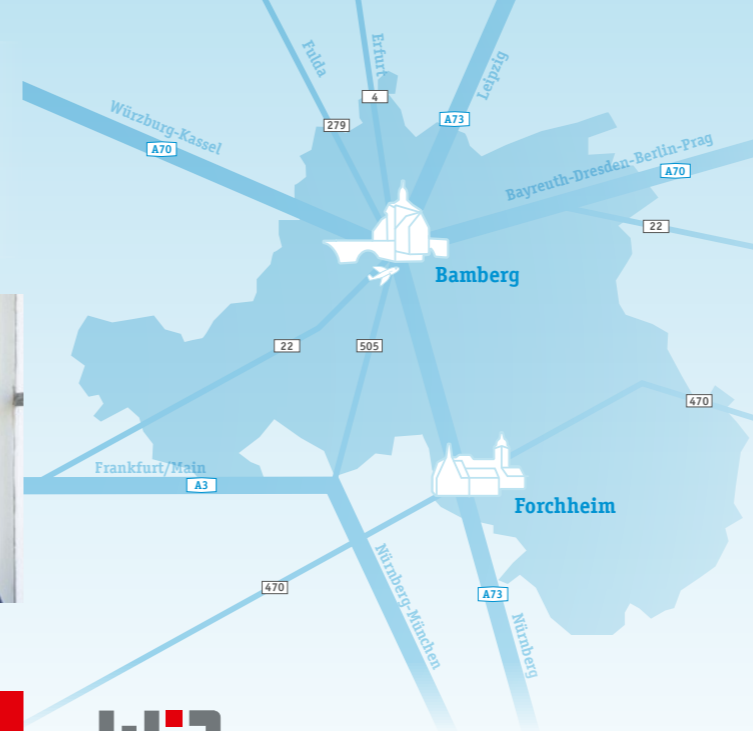 Fulda
Erfurt
Leipzig
4
279
A73
Würzburg-Kassel
A70
Bayreuth-Dresden-Berlin-Prag
A70
22
Bamberg
22
505
470
Frankfurt/Main
A3
Forchheim
470
Nürnberg-München
A73
Nürnberg